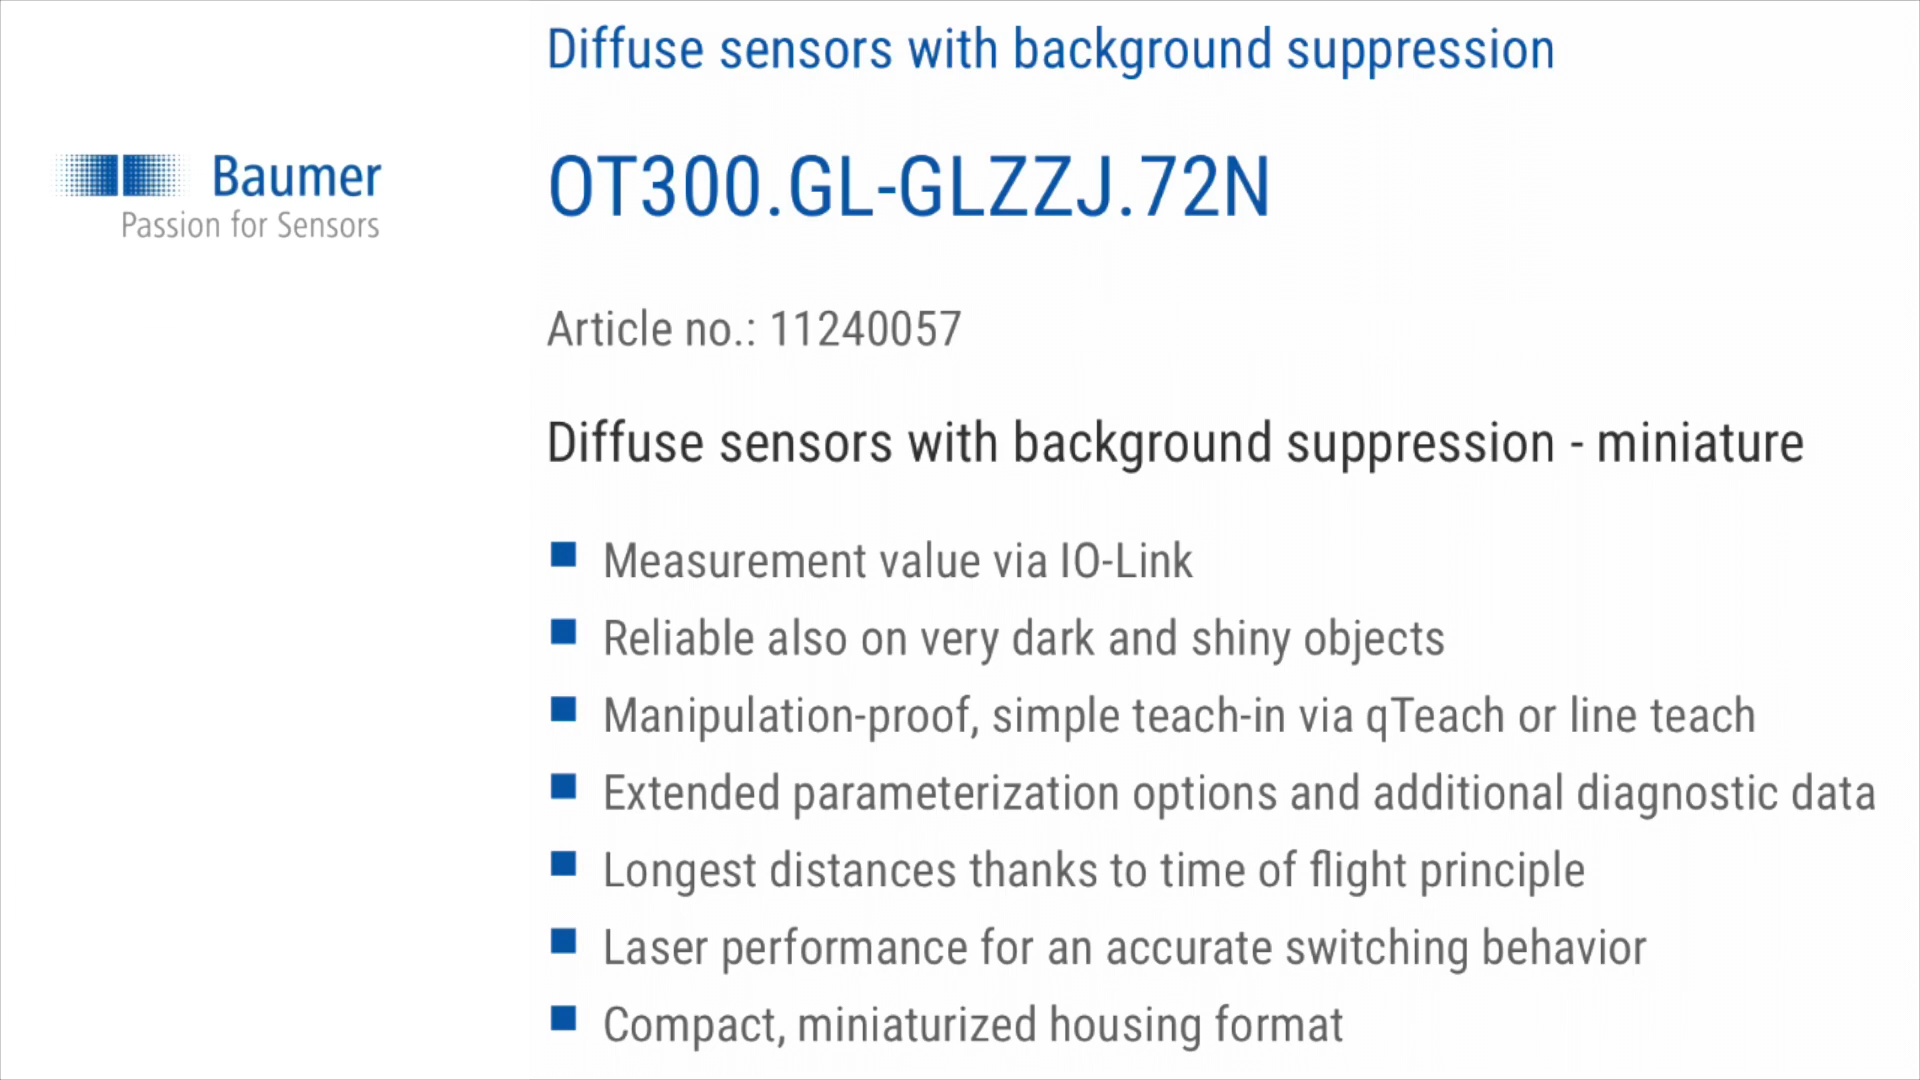 Diffuse sensors with background suppression
Baumer
Passion for Sensors
OT300.GL-GLZZJ.72N
Article no.: 11240057
Diffuse sensors with background suppression - miniature
Measurement value via IO-Link
Reliable also on very dark and shiny objects
Manipulation-proof, simple teach-in via qTeach or line teach
Extended parameterization options and additional diagnostic data
Longest distances thanks to time of flight principle
Laser performance for an accurate switching behavior
Compact, miniaturized housing format